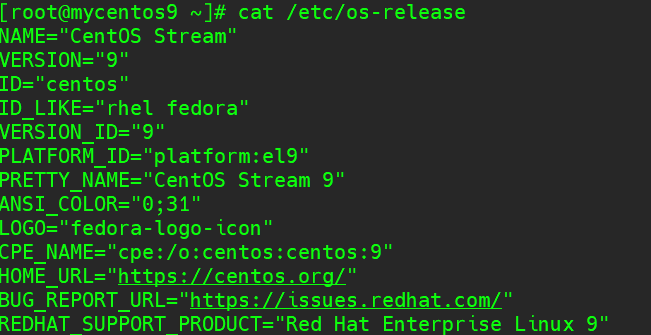 [root@mycentos9 ~]# cat /etc/os-release
NAME="CentOS Stream"
VERSION="9"
ID="centos"
ID_LIKE="rhel fedora"
VERSION_ID="9"
PLATFORM_ID="platform:el9"
PRETTY_NAME="CentOS Stream 9"
ANSI_COLOR="0;31"
LOGO="fedora-logo-icon"
CPE_NAME="cpe:/o:centos:centos:9"
HOME_URL="https://centos.org/"
BUG_REPORT_URL="https://issues.redhat.com/"
REDHAT_SUPPORT_PRODUCT="Red Hat Enterprise Linux 9"